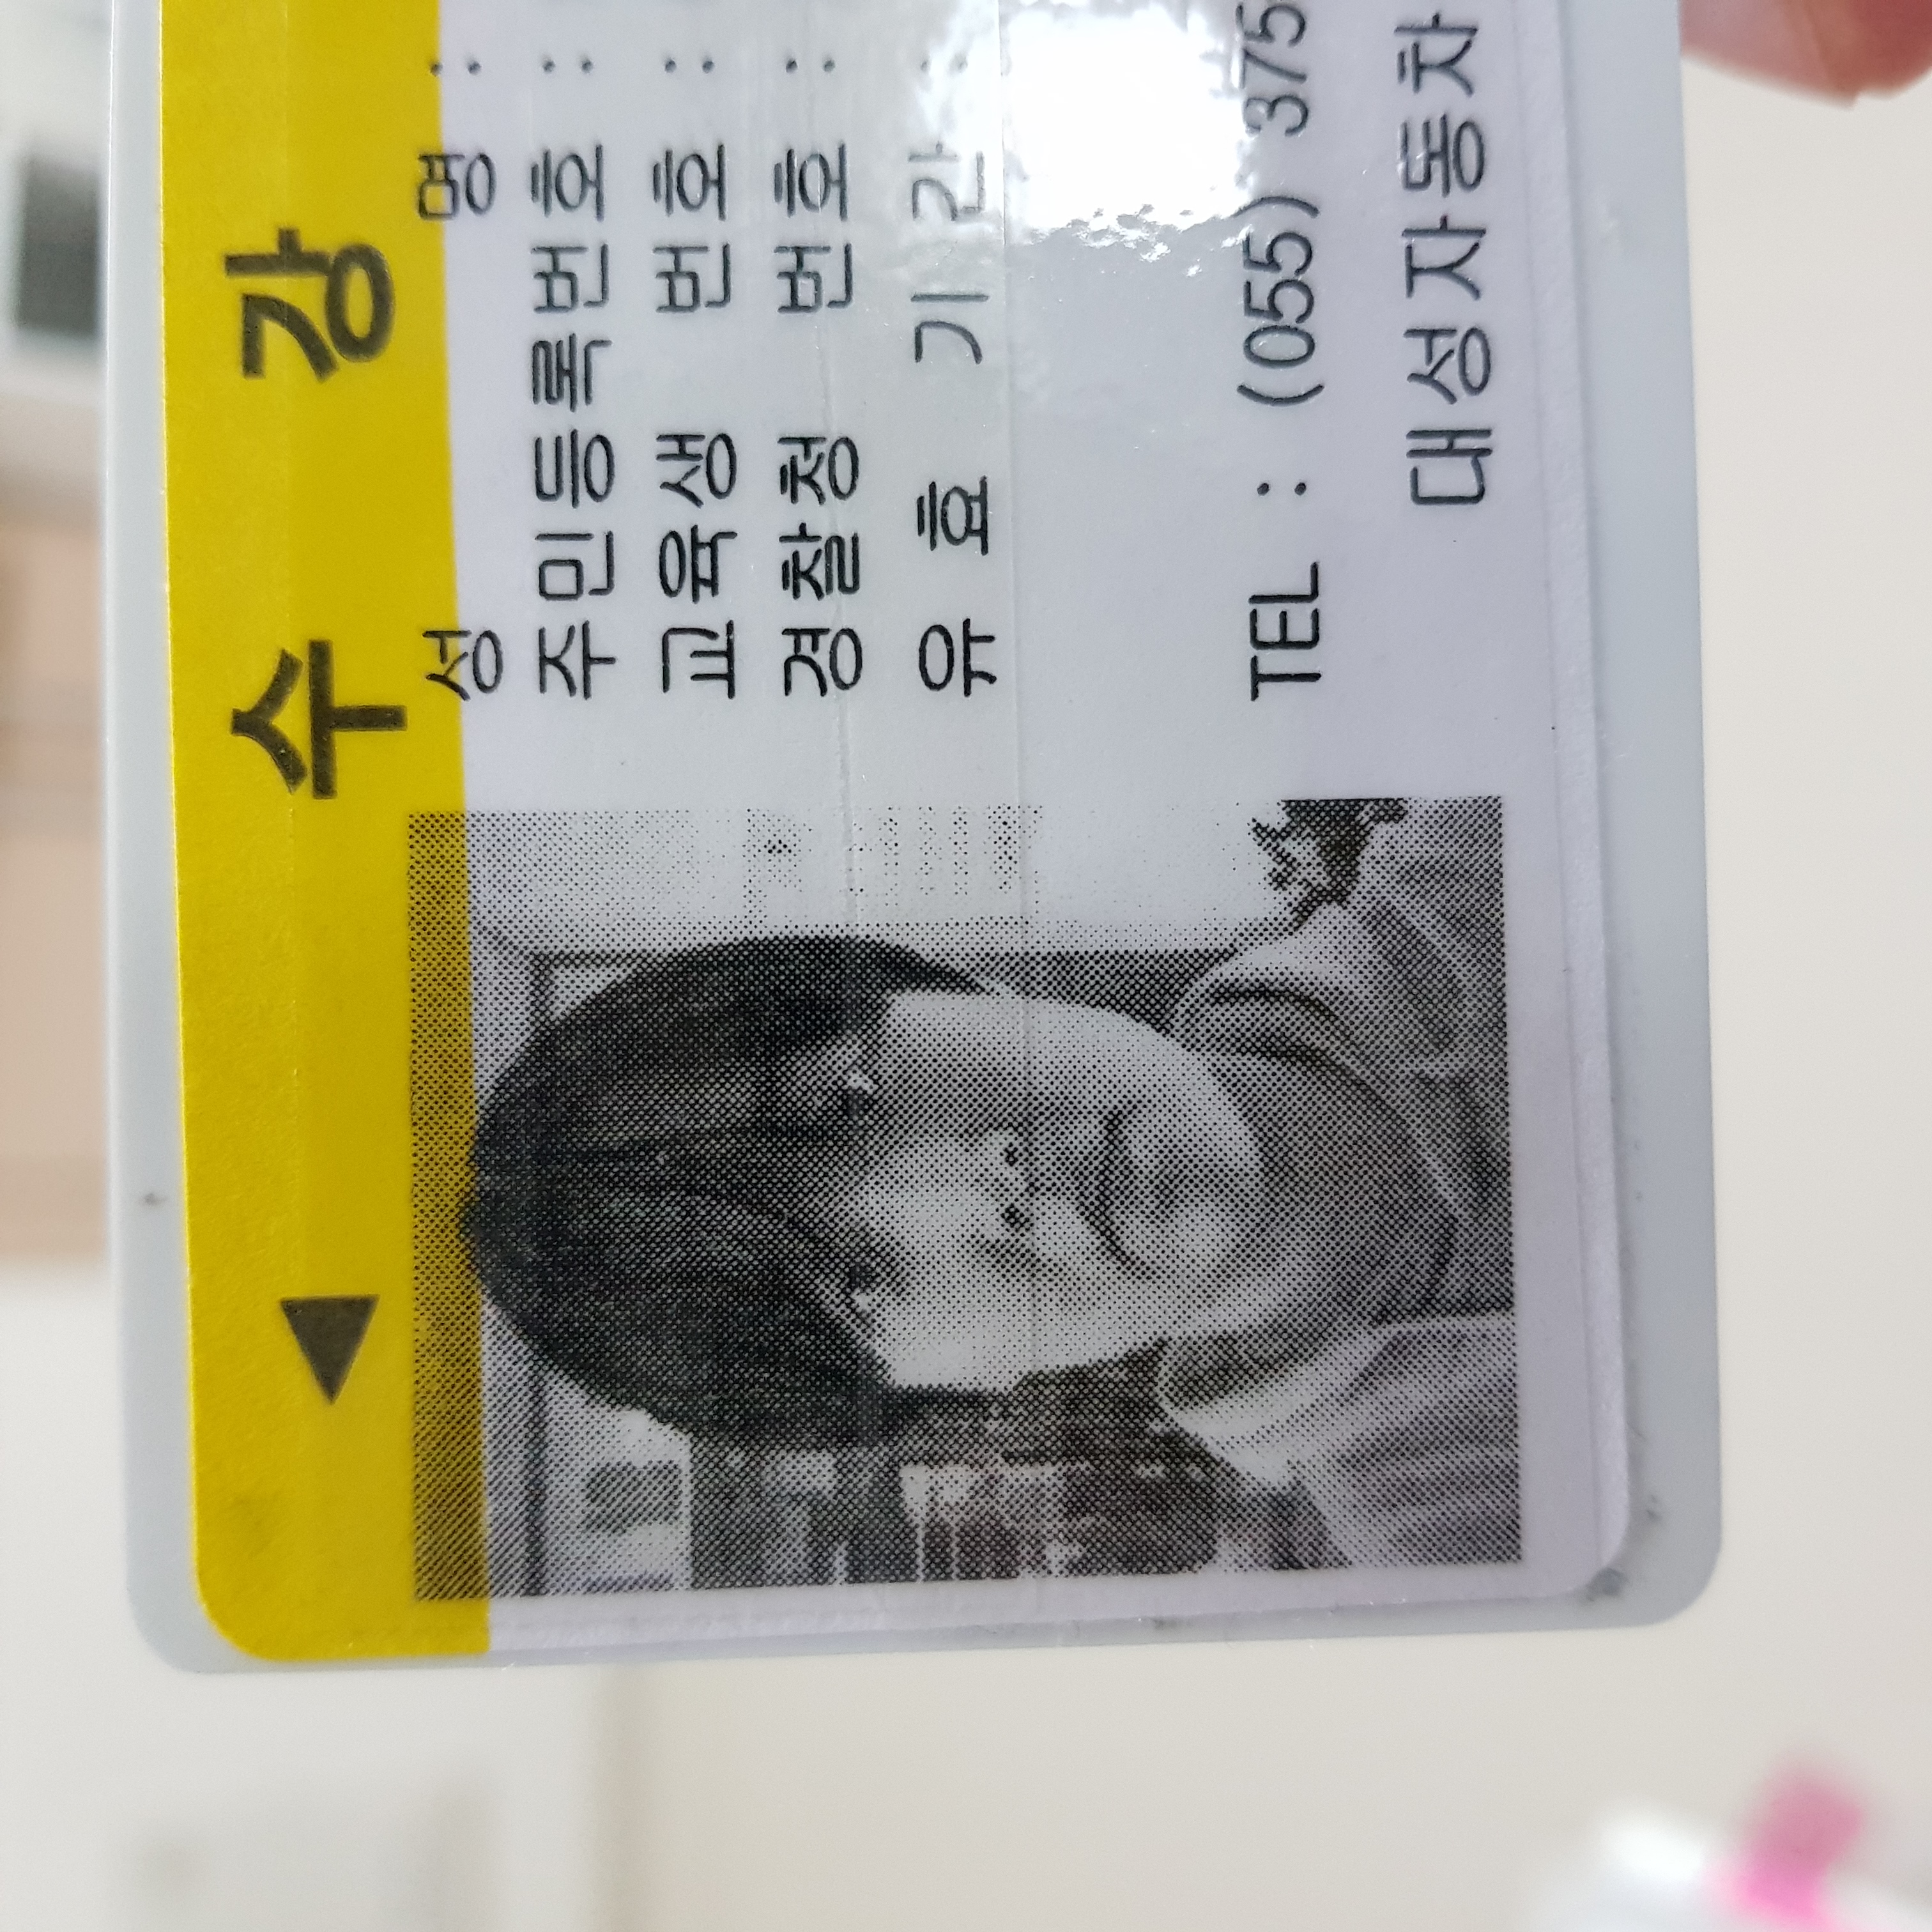 ◀ 수 강
성 명 :
주민등록번호 :
교육생 번호 :
경찰청 번호 :
유 효 기 간 :
TEL : (055) 375
대성자동차